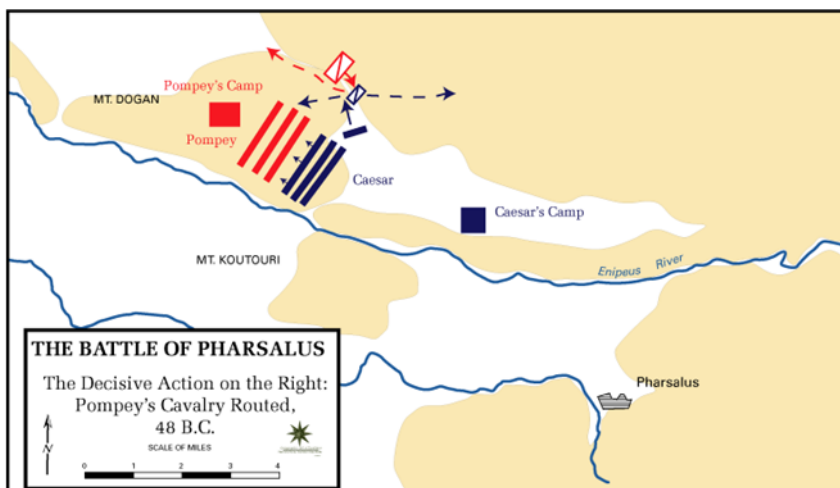 Pompey's Camp
MT. DOGAN
Pompey
Caesar
Caesar's Camp
MT. KOUTOURI
Enipeus River
Pharsalus
THE BATTLE OF PHARSALUS
The Decisive Action on the Right:
Pompey's Cavalry Routed,
48 B.C.
SCALE OF MILES
N
0 1 2 3 4